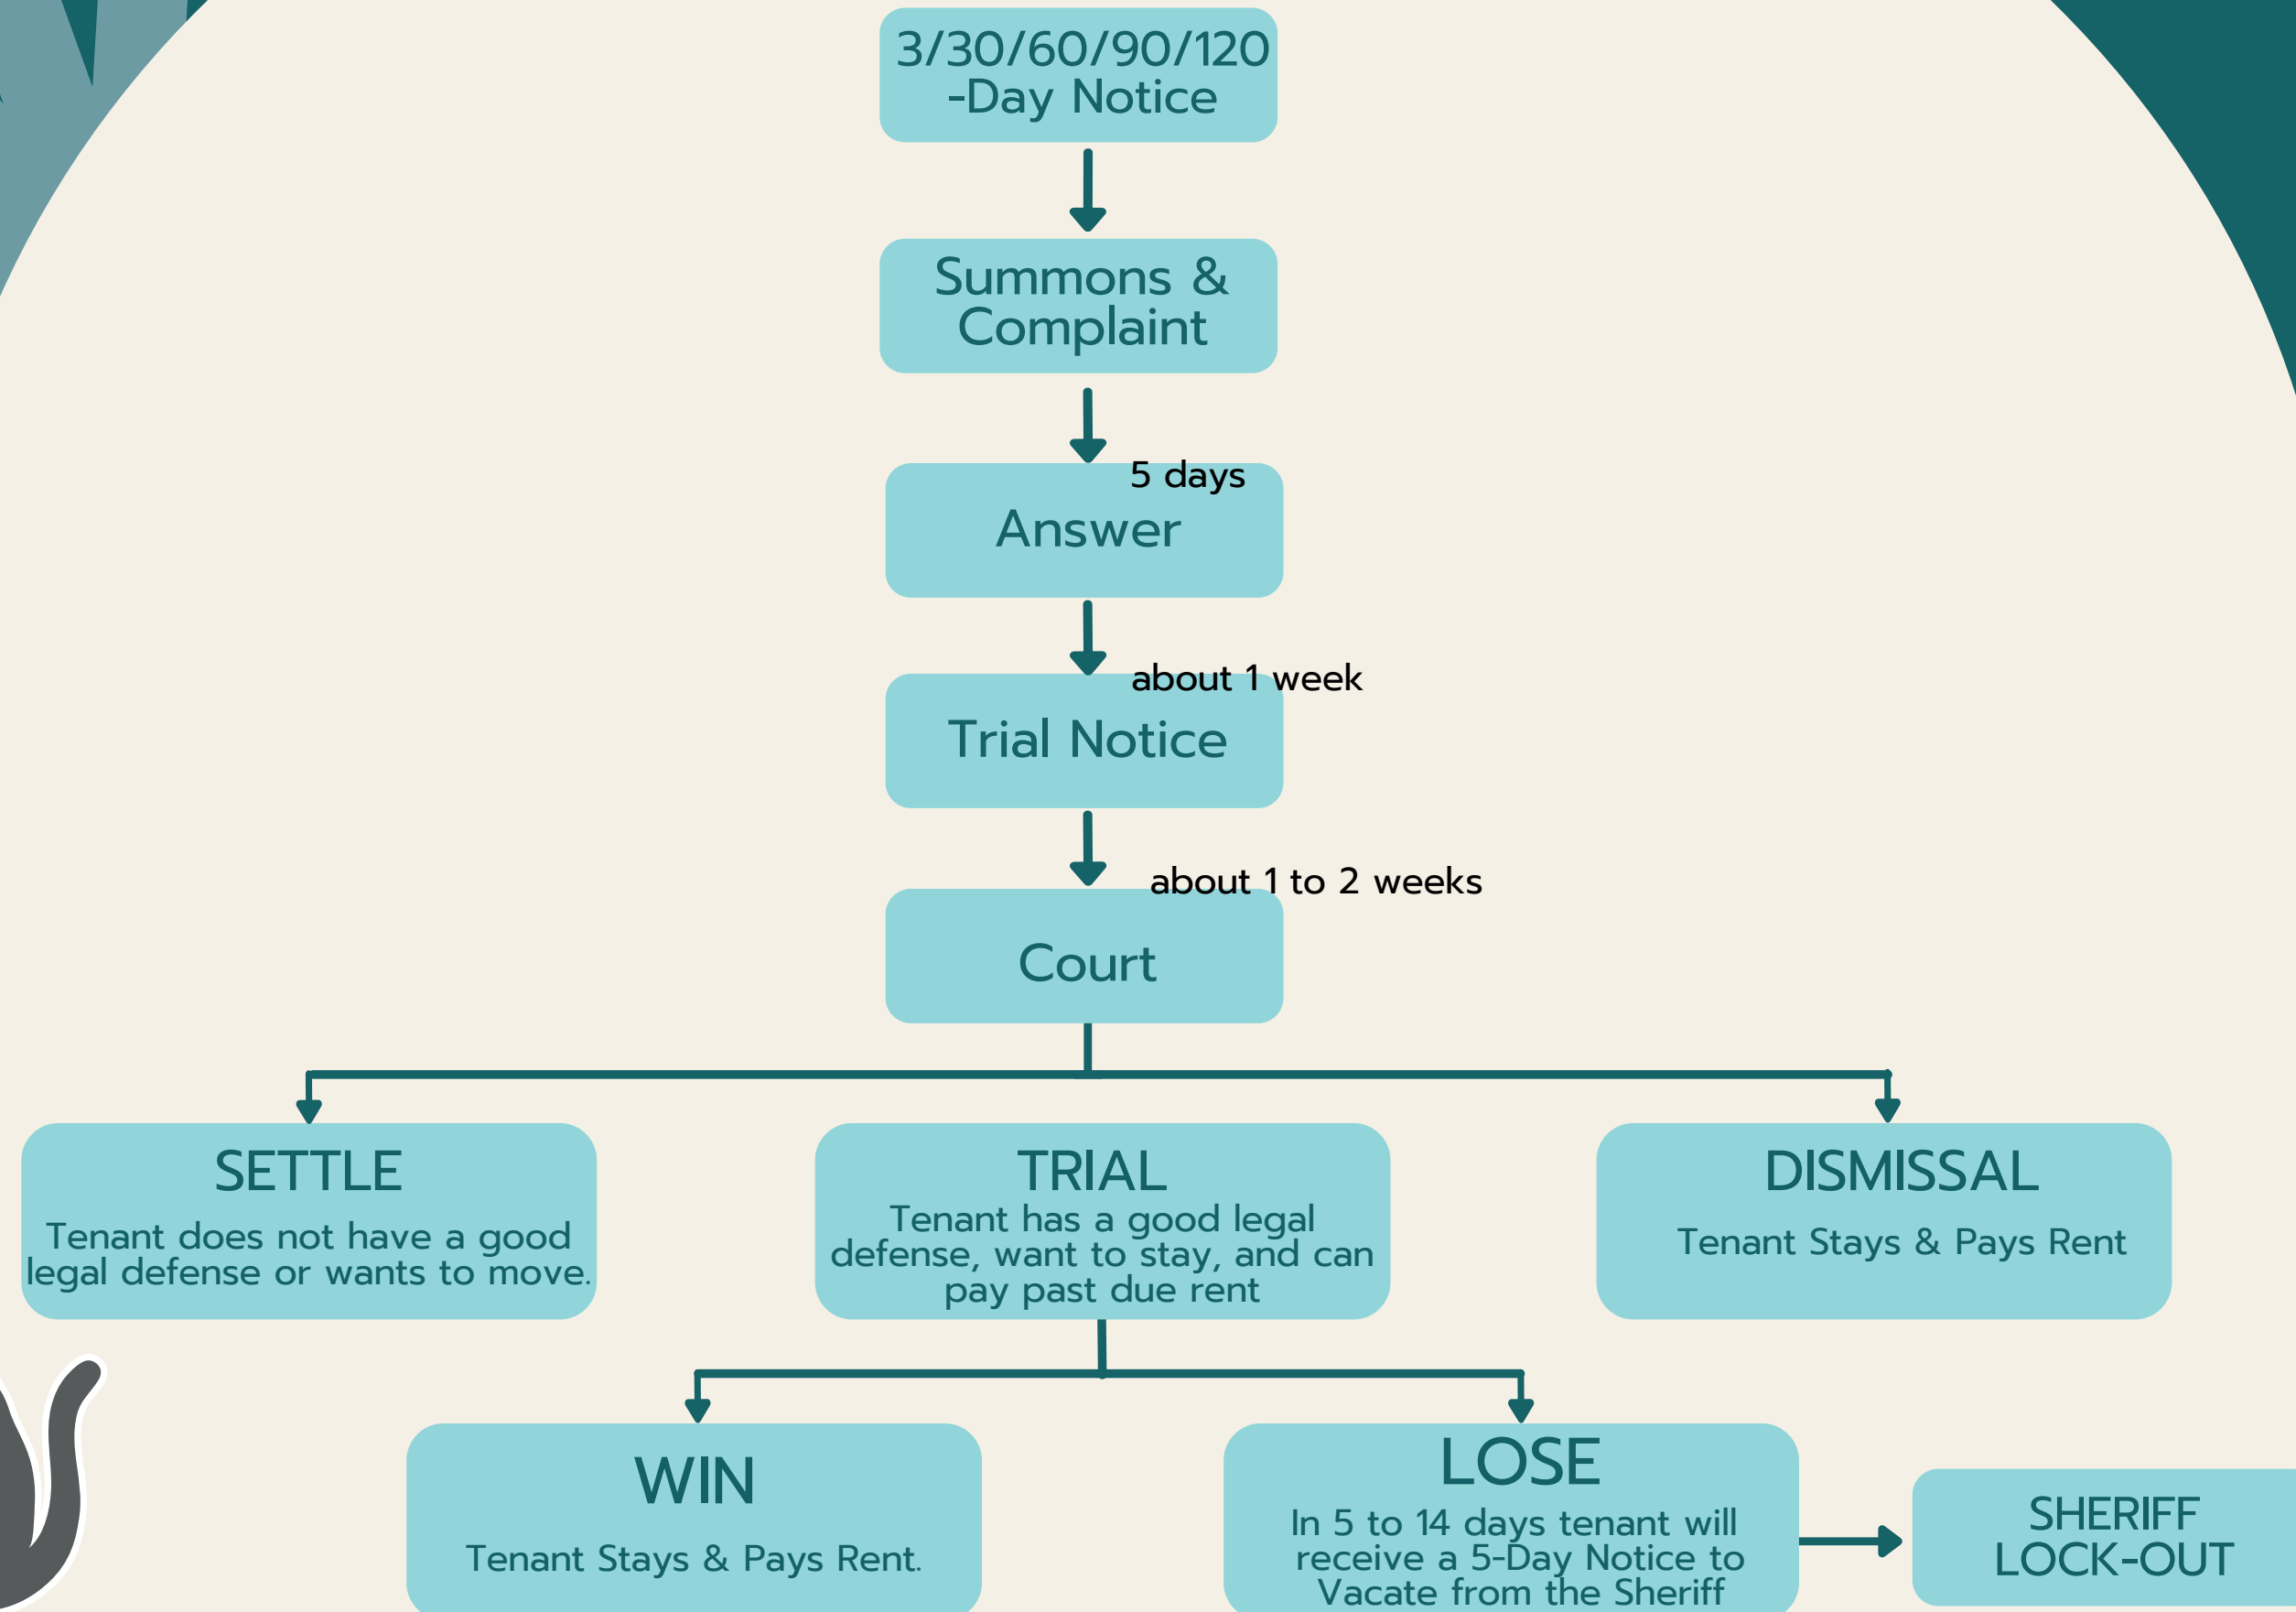 3/30/60/90/120
-Day Notice
Summons &
Complaint
5 days
Answer
about 1 week
Trial Notice
about 1 to 2 weeks
Court
SETTLE
Tenant does not have a good
legal defense or wants to move.
TRIAL
Tenant has a good legal
defense, want to stay, and can
pay past due rent
DISMISSAL
Tenant Stays & Pays Rent
WIN
Tenant Stays & Pays Rent.
LOSE
In 5 to 14 days tenant will
receive a 5-Day Notice to
Vacate from the Sheriff
SHERIFF
LOCK-OUT